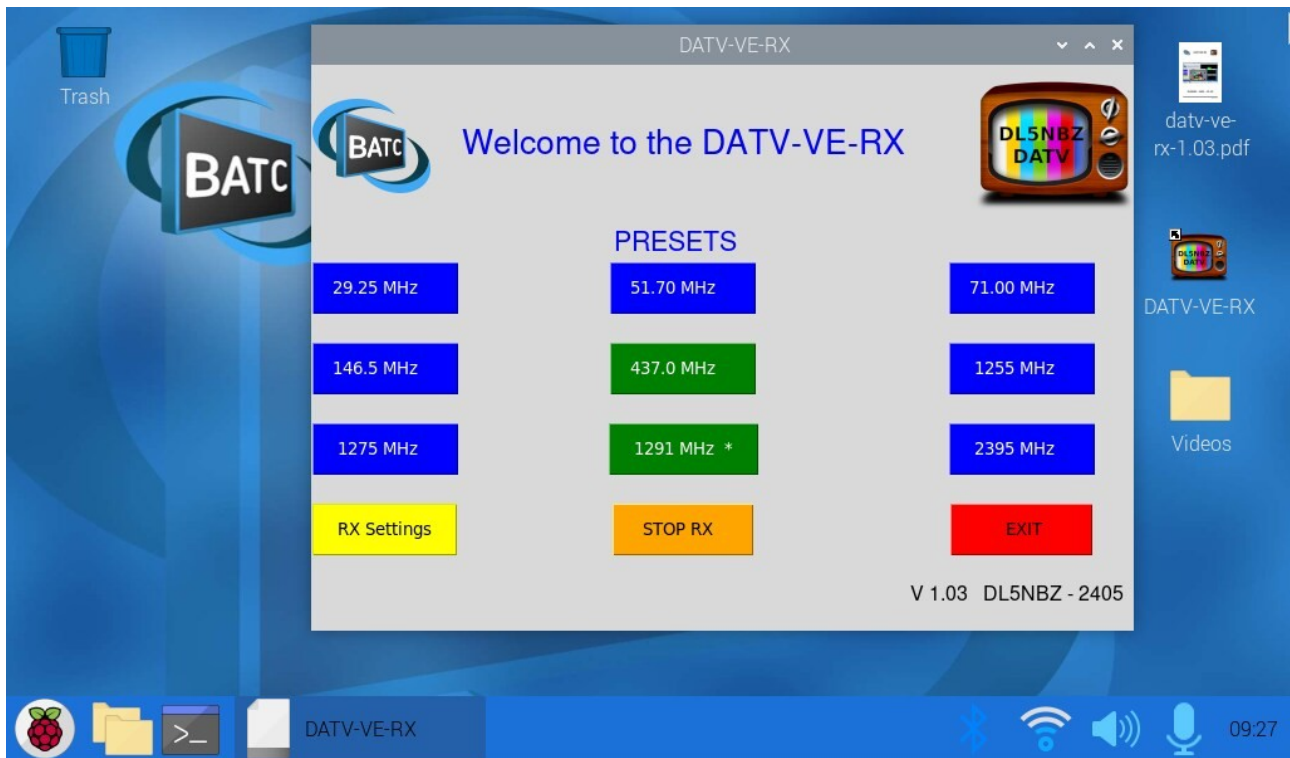 DATV-VE-RX
Trash
BATC
BATC
Welcome to the DATV-VE-RX
DL5NBZ
DATV
datv-ve-
rx-1.03.pdf
PRESETS
29.25 MHz
51.70 MHz
71.00 MHz
DL5NBZ
DATV
DATV-VE-RX
146.5 MHz
437.0 MHz
1255 MHz
1275 MHz
1291 MHz *
2395 MHz
Videos
RX Settings
STOP RX
EXIT
V 1.03 DL5NBZ - 2405
>_
DATV-VE-RX
09:27